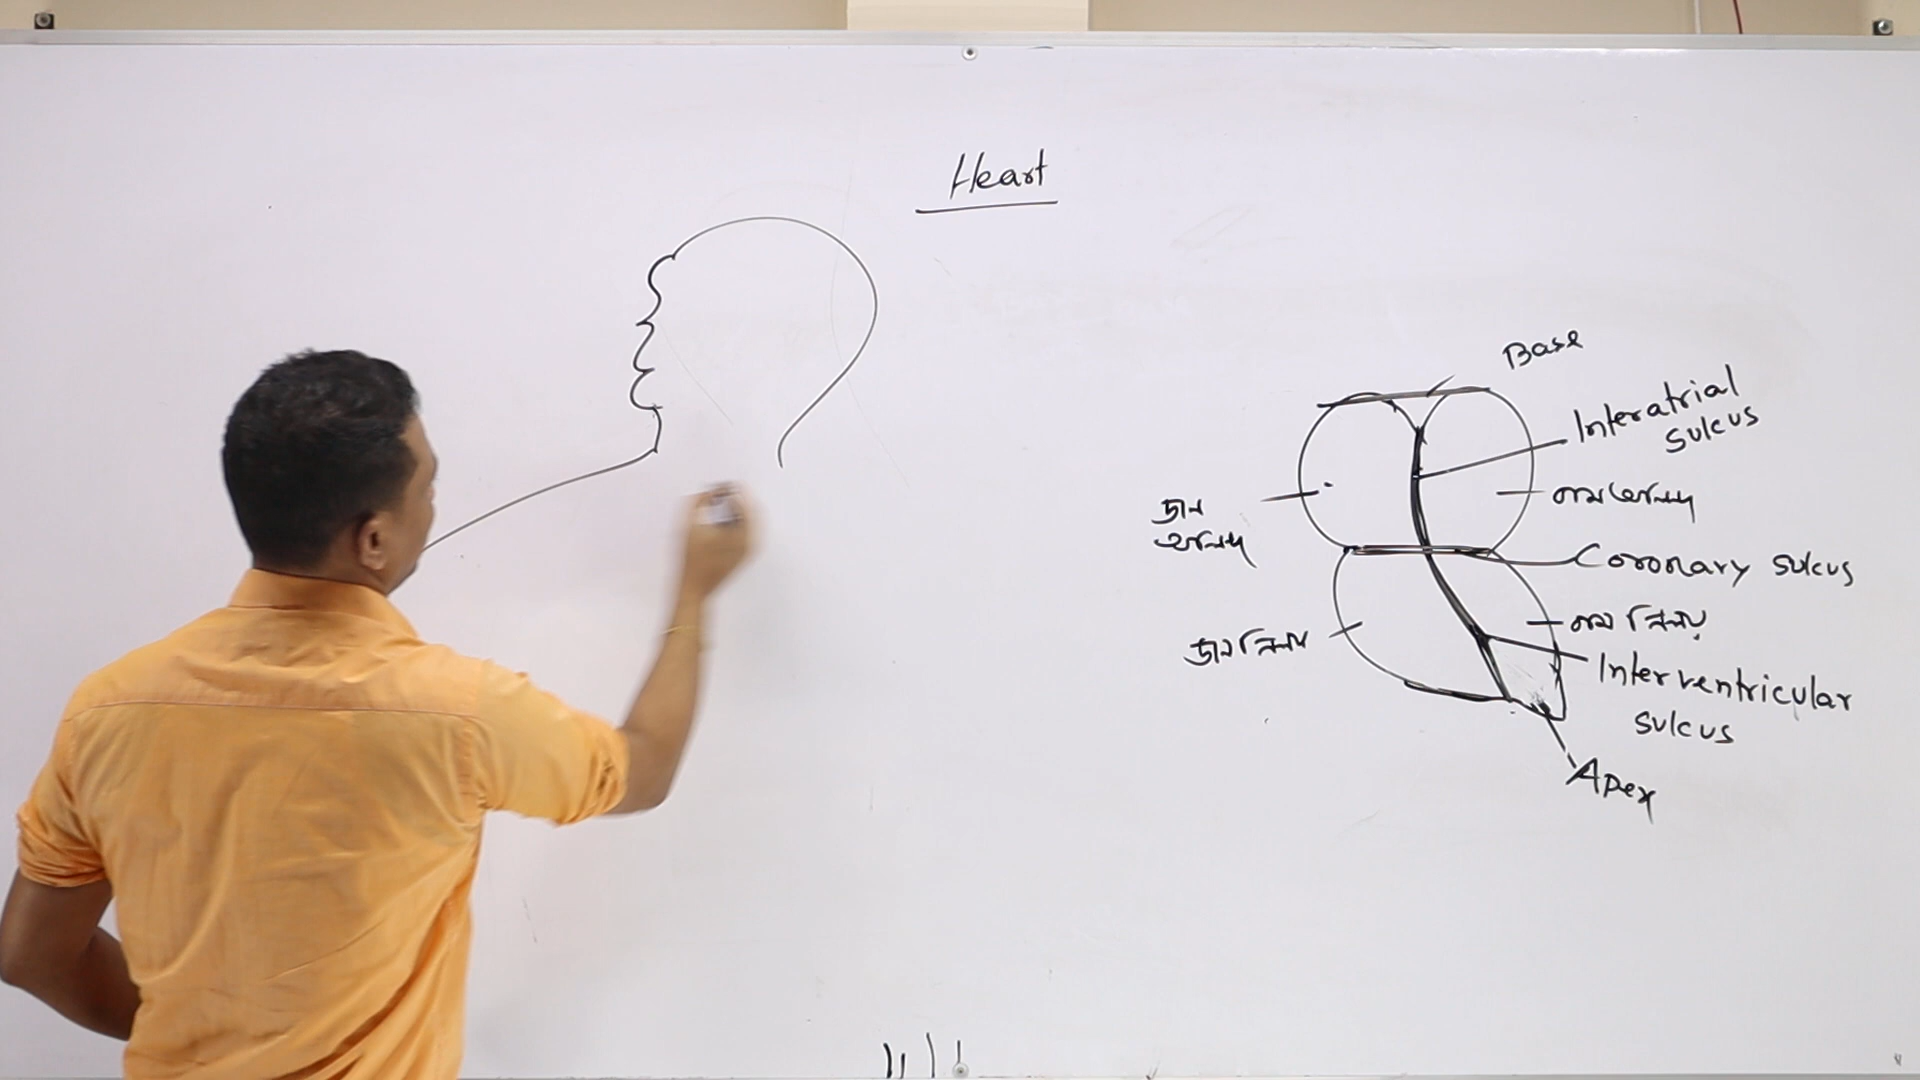 Heart
Base
Interatrial
Sulcus
ডান
অলিন্দ
বাম অলিন্দ
Coronary sulcus
বাম নিলয়
ডান নিলয়
Interventricular
Sulcus
Apex